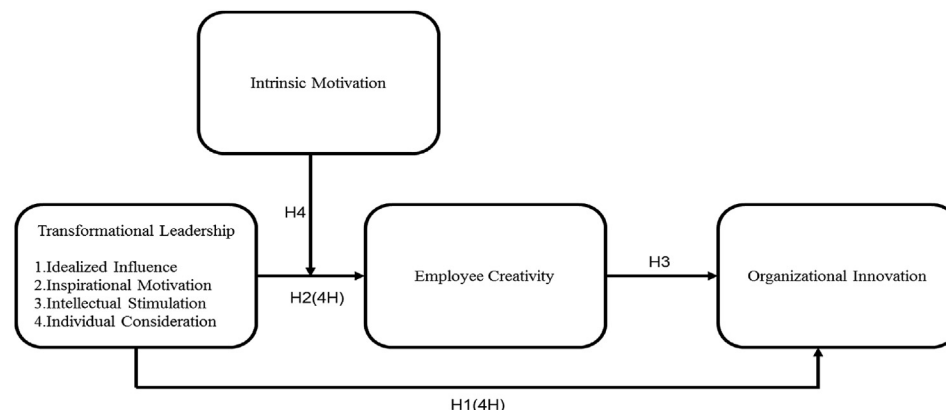 Intrinsic Motivation
H4
Transformational Leadership
1.Idealized Influence
2.Inspirational Motivation
3.Intellectual Stimulation
4.Individual Consideration
H2(4H)
Employee Creativity
H3
Organizational Innovation
H1(4H)